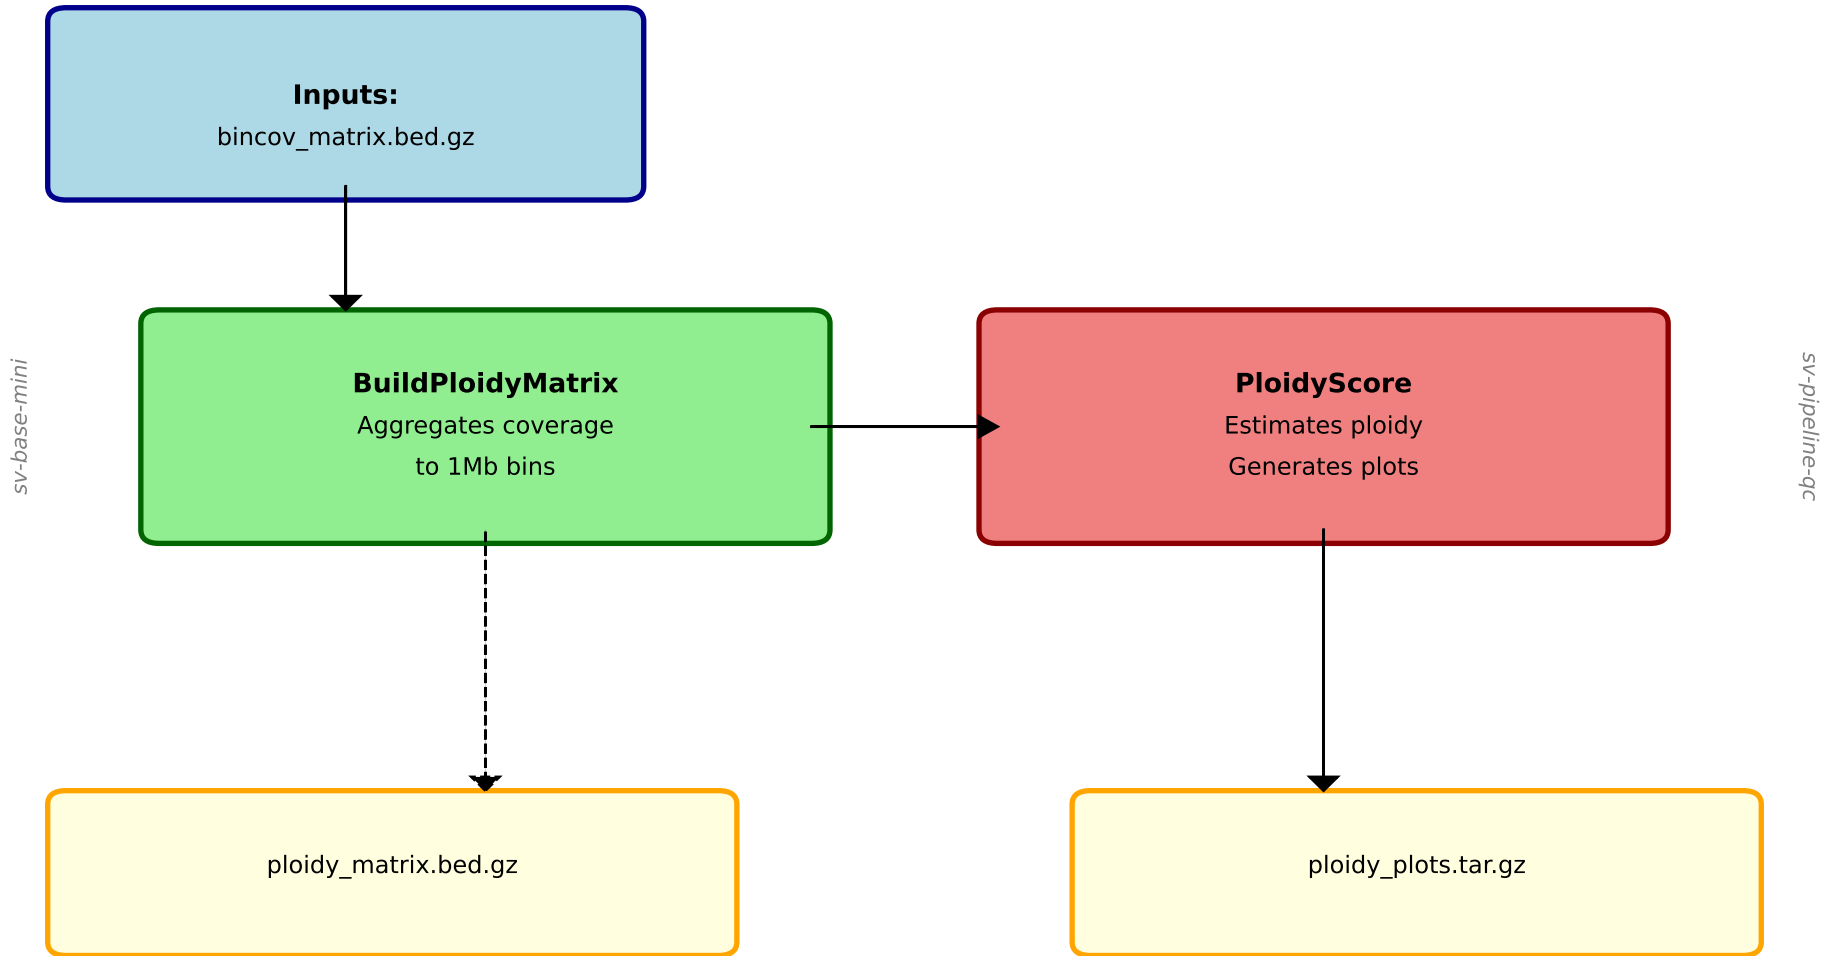 Inputs:
bincov_matrix.bed.gz
sv-base-mini
BuildPloidyMatrix
Aggregates coverage
to 1Mb bins
PloidyScore
Estimates ploidy
Generates plots
sv-pipeline-qc
ploidy_matrix.bed.gz
ploidy_plots.tar.gz